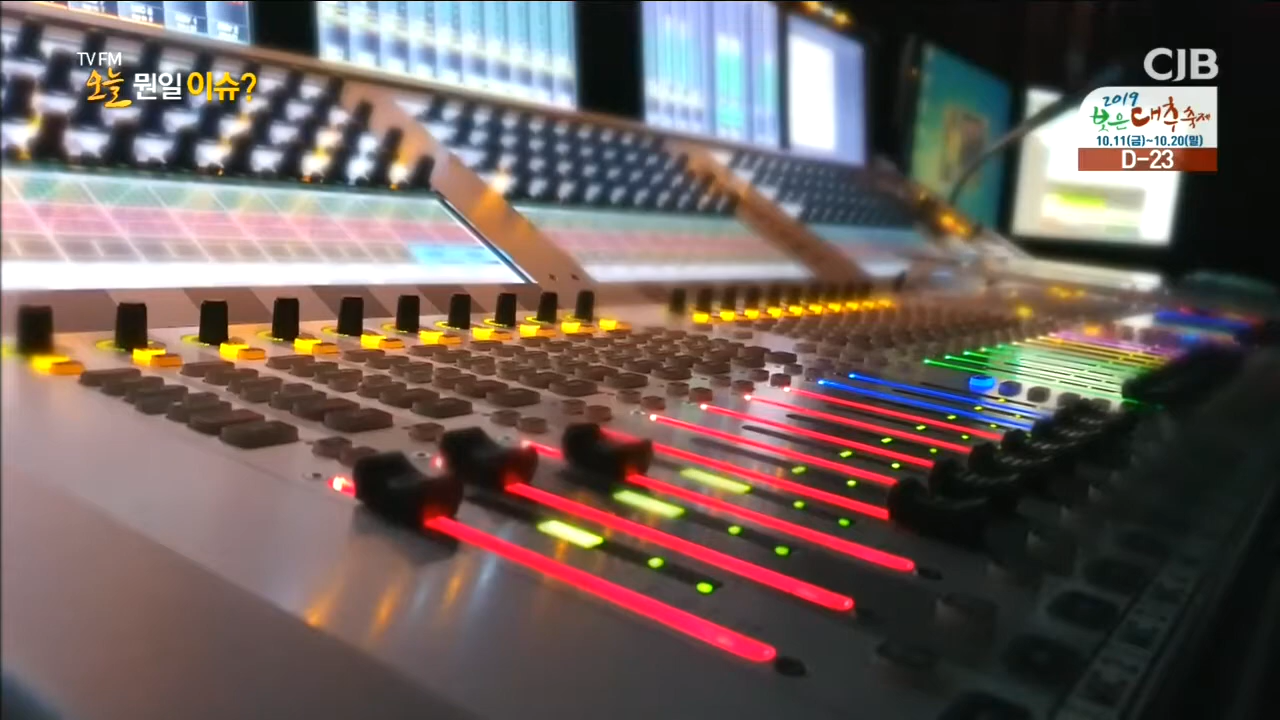 TV FM
오늘 뭔일 이슈?
CJB
2019
보은대추축제
10.11(금)~10.20(일)
D-23